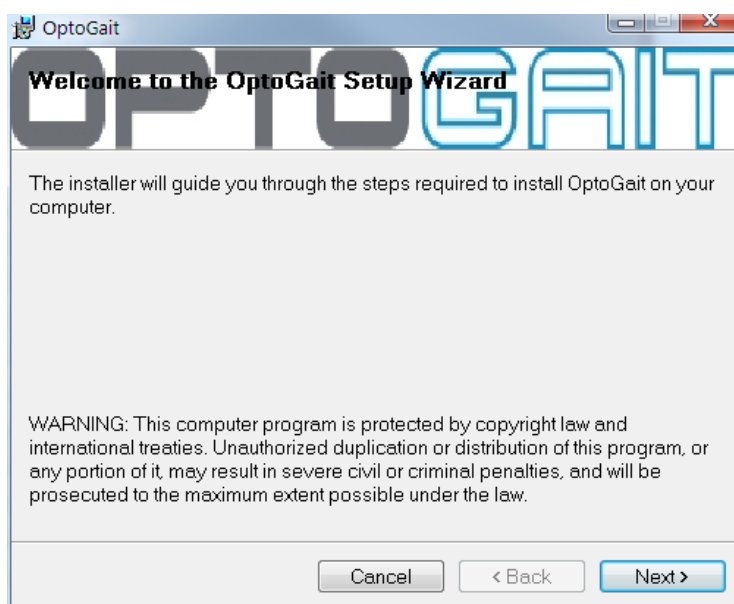 OptoGait
OPTOGAIT
Welcome to the OptoGait Setup Wizard
The installer will guide you through the steps required to install OptoGait on your
computer.
WARNING: This computer program is protected by copyright law and
international treaties. Unauthorized duplication or distribution of this program, or
any portion of it, may result in severe civil or criminal penalties, and will be
prosecuted to the maximum extent possible under the law.
Cancel < Back Next >